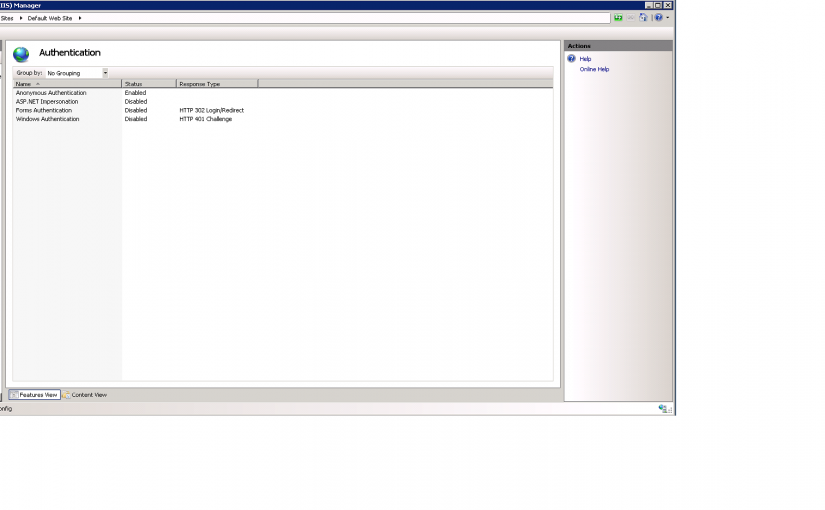 IIS) Manager
Sites ▸ Default Web Site ▸
Authentication
Group by: No Grouping
Name Status Response Type
Anonymous Authentication Enabled
ASP.NET Impersonation Disabled
Forms Authentication Disabled HTTP 302 Login/Redirect
Windows Authentication Disabled HTTP 401 Challenge
Actions
Help
Online Help
Features View Content View
onfig